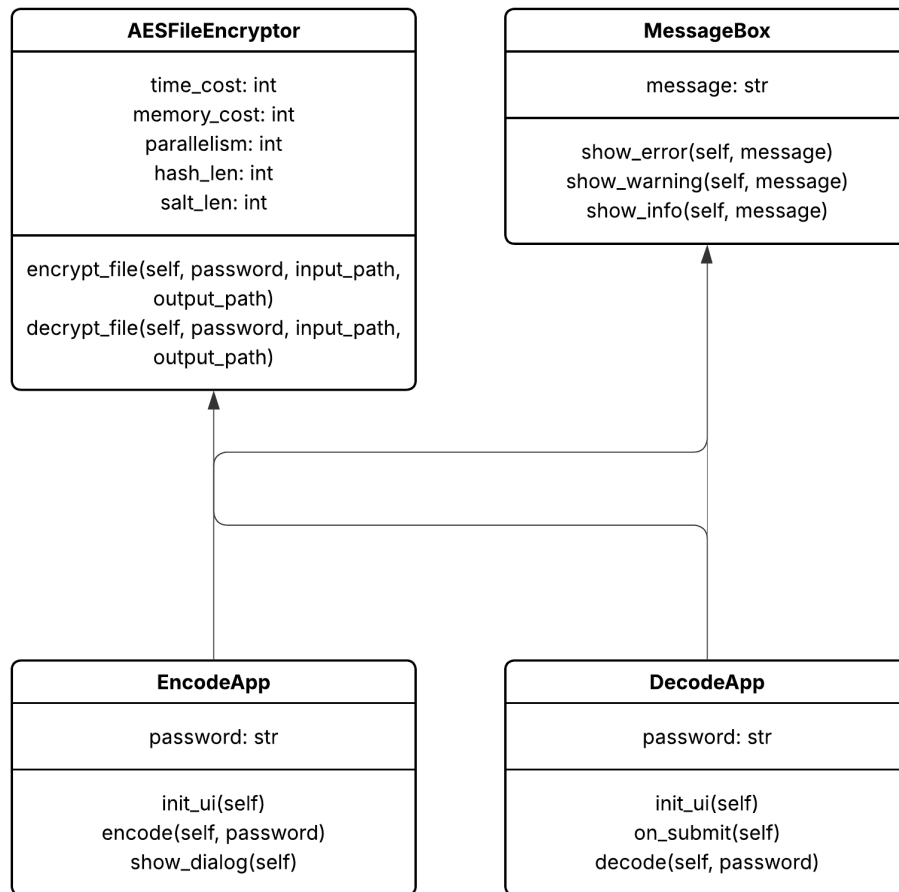 AESFileEncryptor
time_cost: int
memory_cost: int
parallelism: int
hash_len: int
salt_len: int
encrypt_file(self, password, input_path,
output_path)
decrypt_file(self, password, input_path,
output_path)
MessageBox
message: str
show_error(self, message)
show_warning(self, message)
show_info(self, message)
EncodeApp
password: str
init_ui(self)
encode(self, password)
show_dialog(self)
DecodeApp
password: str
init_ui(self)
on_submit(self)
decode(self, password)